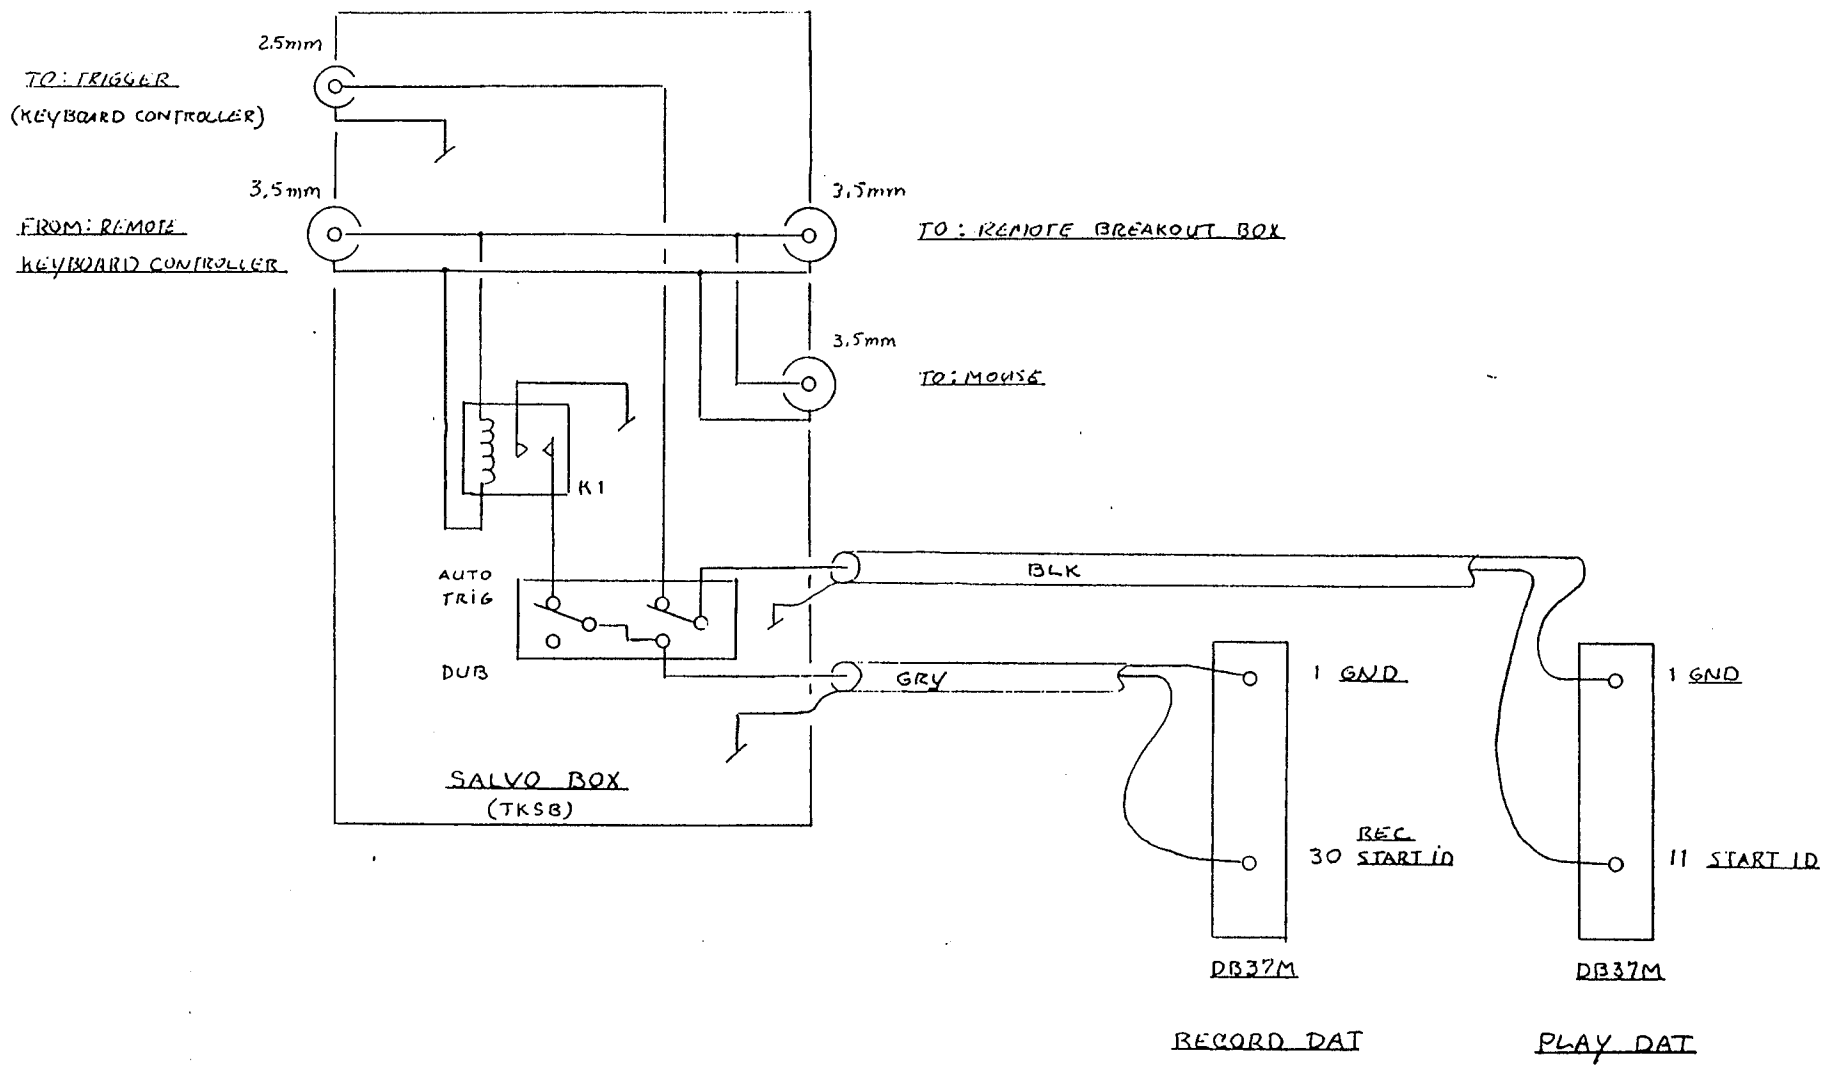 2.5mm
TO: TRIGGER
(KEYBOARD CONTROLLER)
3.5mm
FROM: REMOTE
KEYBOARD CONTROLLER
3.5mm
TO: REMOTE BREAKOUT BOX
3.5mm
TO: MOUSE
K1
AUTO
TRIG
DUB
BLK
GRY
SALVO BOX
(TKSB)
1 GND
30 REC
START ID
DB37M
RECORD DAT
1 GND
11 START ID
DB37M
PLAY DAT